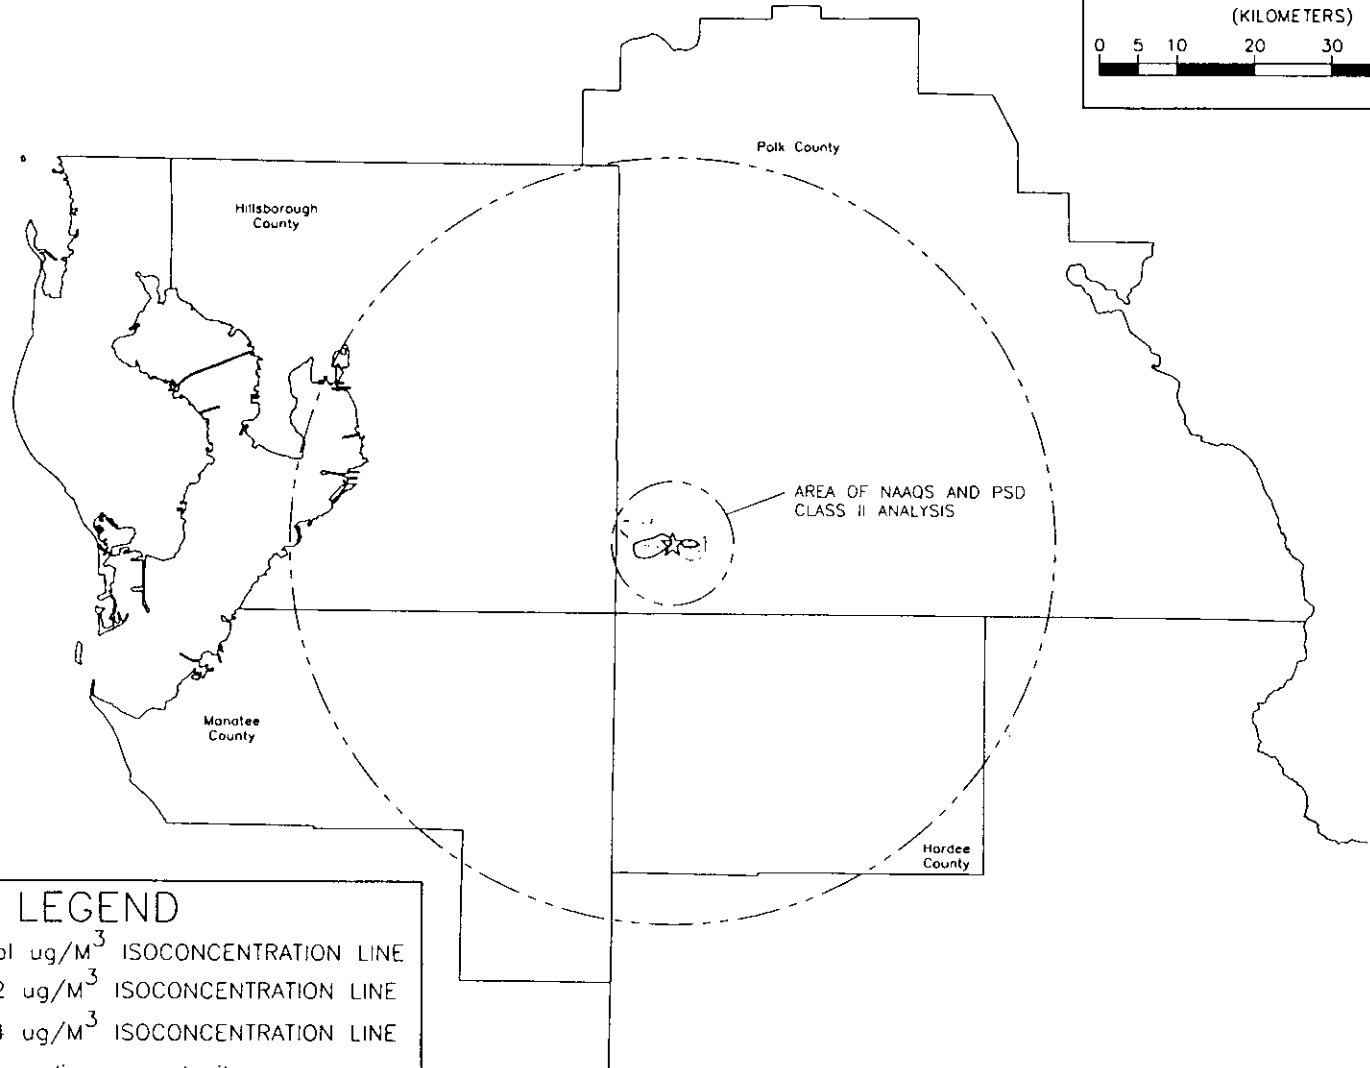 (KILOMETERS)
0 5 10 20 30
Polk County
Hillsborough
County
AREA OF NAAQS AND PSD
CLASS II ANALYSIS
Manatee
County
Hardee
County
LEGEND
ug/M³ ISOCONCENTRATION LINE
2 ug/M³ ISOCONCENTRATION LINE
ug/M³ ISOCONCENTRATION LINE